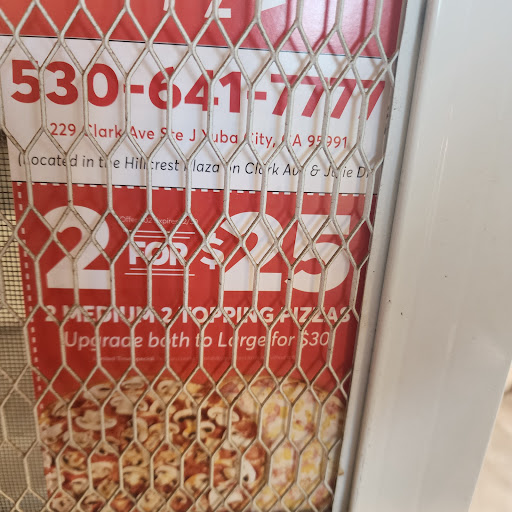 530-641-7777
229 Clark Ave Ste J Yuba City, CA 95991
(Located in the Hillcrest Plaza on Clark Ave & Julie D
2 FOR $25
2 MEDIUM 2 TOPPING PIZZAS
Upgrade both to Large for $30